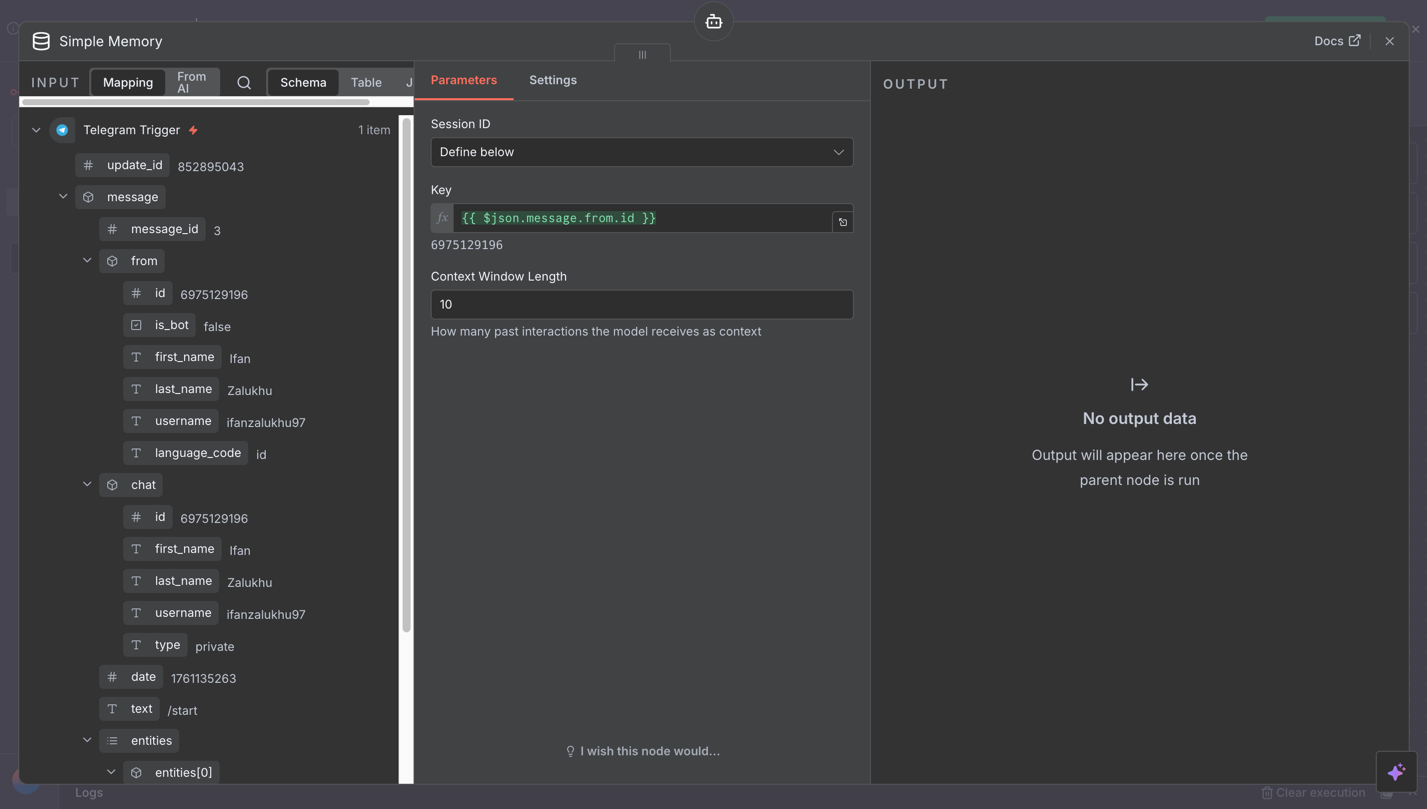 Simple Memory
Docs
INPUT
Mapping
From AI
Schema
Table
J
Telegram Trigger
1 item
# update_id 852895043
message
# message_id 3
from
# id 6975129196
is_bot false
T first_name Ifan
T last_name Zalukhu
T username ifanzalukhu97
T language_code id
chat
# id 6975129196
T first_name Ifan
T last_name Zalukhu
T username ifanzalukhu97
T type private
# date 1761135263
T text /start
entities
entities[0]
Parameters
Settings
Session ID
Define below
Key
fx {{ $json.message.from.id }}
6975129196
Context Window Length
10
How many past interactions the model receives as context
I wish this node would...
OUTPUT
No output data
Output will appear here once the
parent node is run
Logs
Clear execution